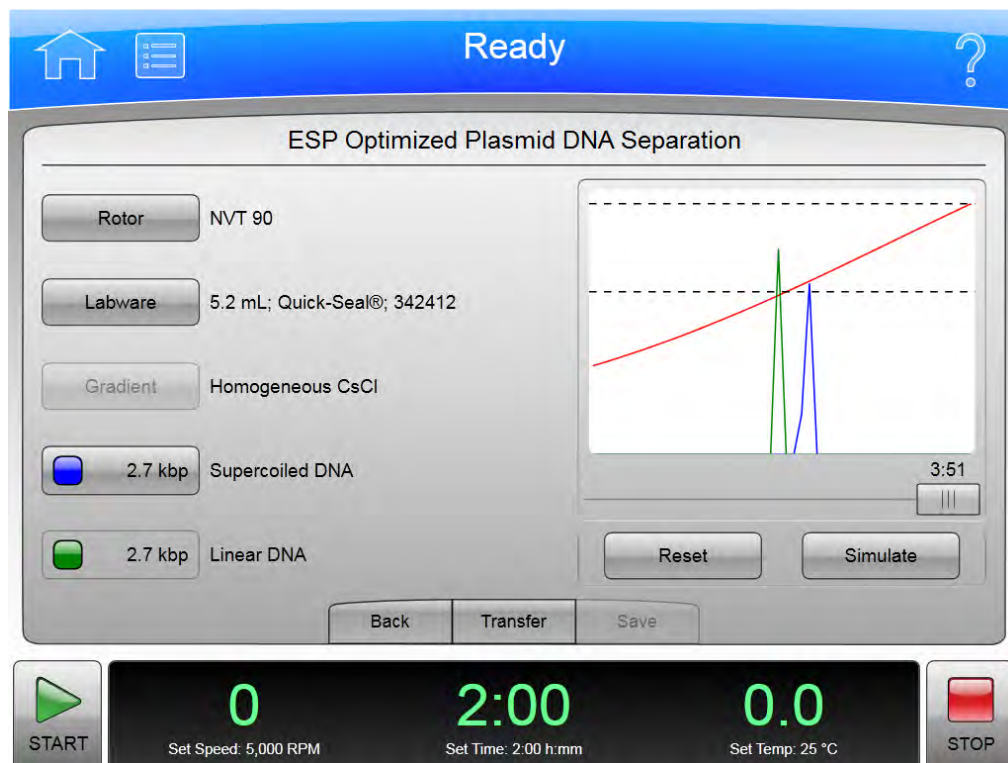 Ready
ESP Optimized Plasmid DNA Separation
Rotor NVT 90
Labware 5.2 mL; Quick-Seal®; 342412
Gradient Homogeneous CsCl
2.7 kbp Supercoiled DNA
2.7 kbp Linear DNA
3:51
Reset Simulate
Back Transfer Save
START
0
Set Speed: 5,000 RPM
2:00
Set Time: 2:00 h:mm
0.0
Set Temp: 25 °C
STOP